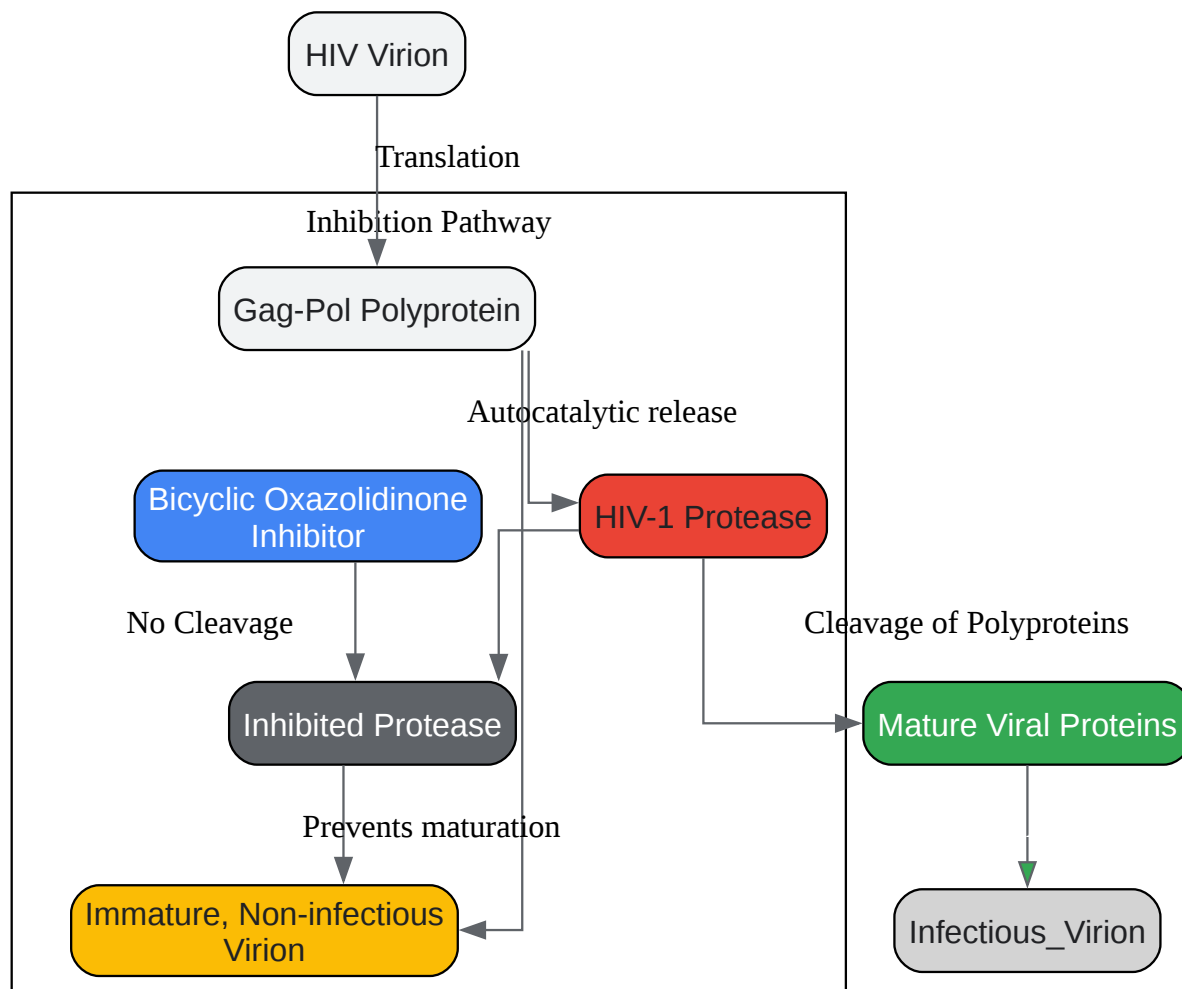 HIV Virion
Translation
Inhibition Pathway
Gag-Pol Polyprotein
Autocatalytic release
Bicyclic Oxazolidinone
Inhibitor
HIV-1 Protease
No Cleavage
Cleavage of Polyproteins
Inhibited Protease
Mature Viral Proteins
Prevents maturation
Immature, Non-infectious
Virion
Infectious_Virion